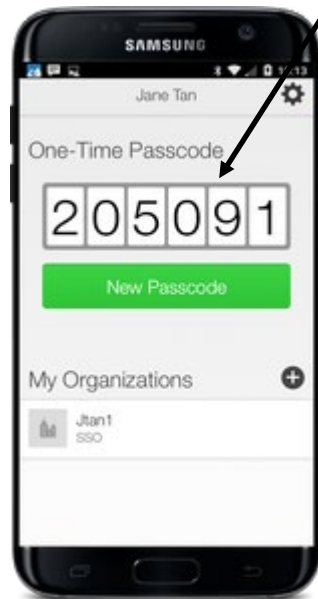 SAMSUNG
Jane Tan
One-Time Passcode
205091
New Passcode
My Organizations
Jtan1
SSO